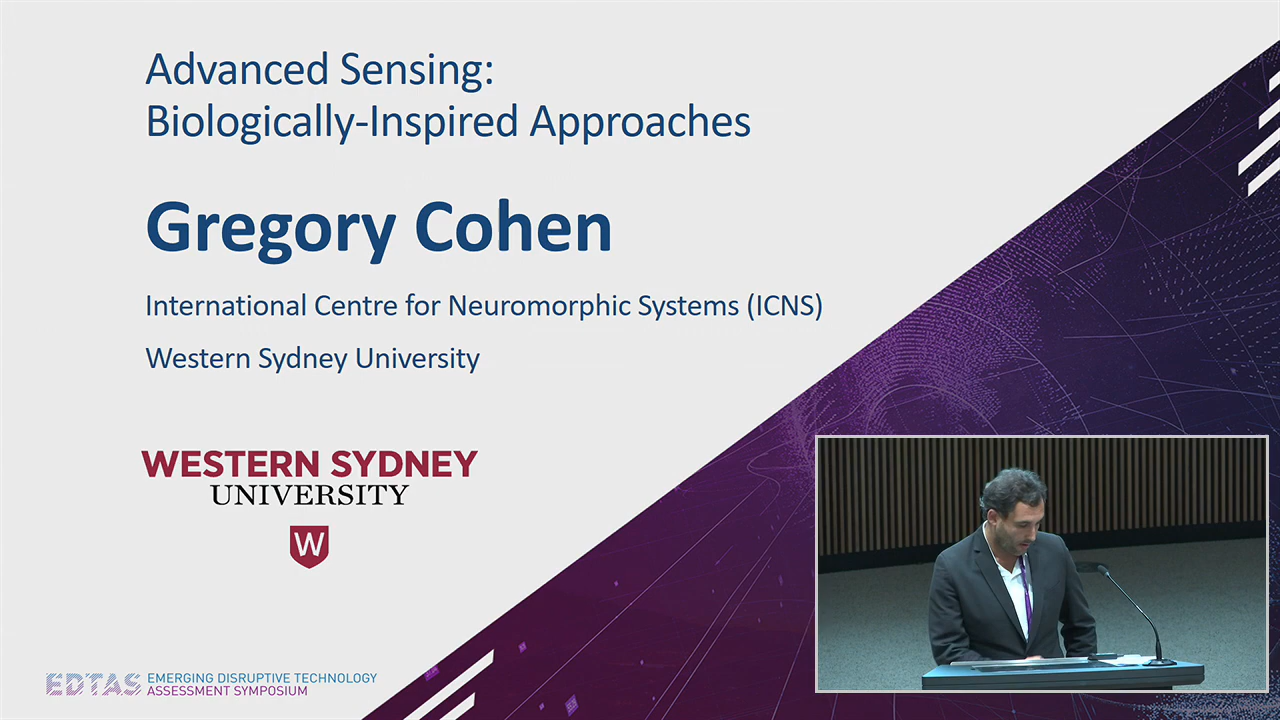 Advanced Sensing:
Biologically-Inspired Approaches
Gregory Cohen
International Centre for Neuromorphic Systems (ICNS)
Western Sydney University
WESTERN SYDNEY
UNIVERSITY
W
EDTAS EMERGING DISRUPTIVE TECHNOLOGY
ASSESSMENT SYMPOSIUM